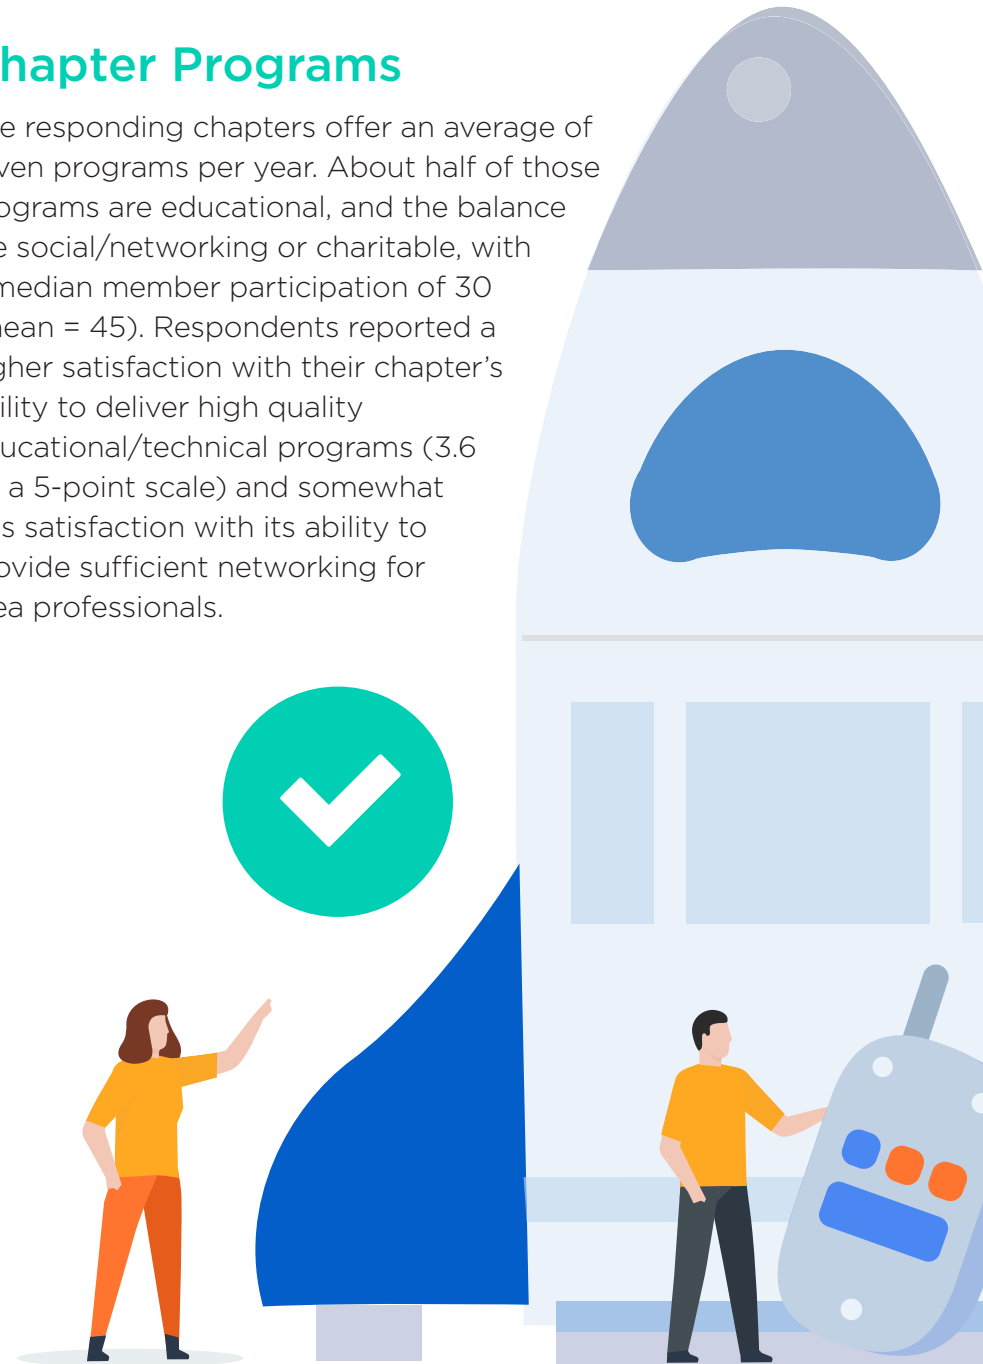 hapter Programs
e responding chapters offer an average of
ven programs per year. About half of those
ograms are educational, and the balance
e social/networking or charitable, with
median member participation of 30
ean = 45). Respondents reported a
gher satisfaction with their chapter’s
ility to deliver high quality
ucational/technical programs (3.6
a 5-point scale) and somewhat
s satisfaction with its ability to
ovide sufficient networking for
ea professionals.